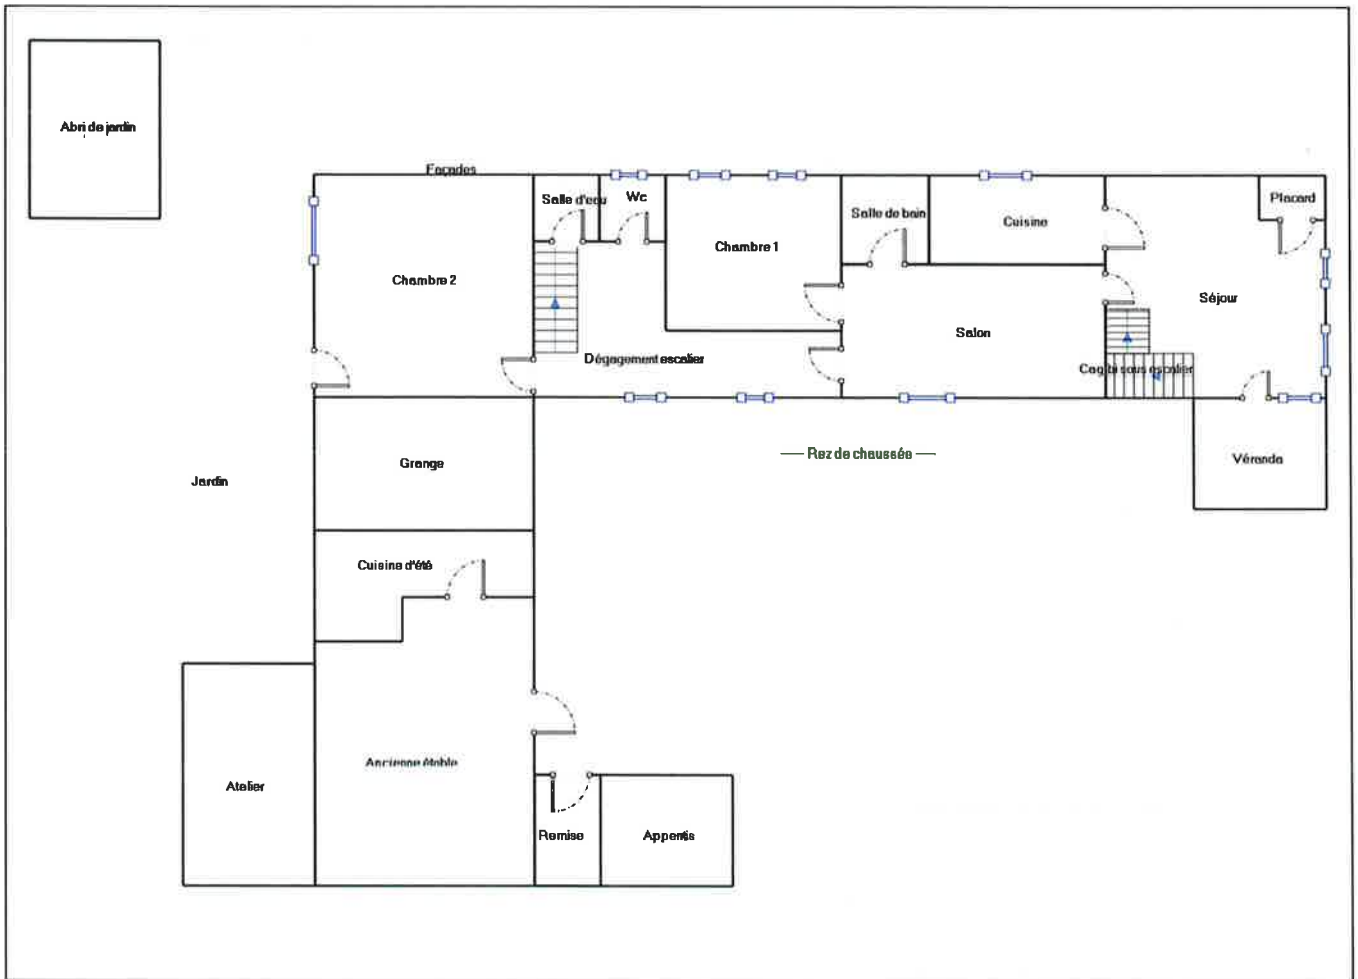 Abri de jardin
Façades
Salle d'eau
Wc
Placard
Salle de bain
Cuisine
Chambre 1
Chambre 2
Séjour
Salon
Dégagement escalier
Cagibi sous escalier
Rez de chaussée
Véranda
Grange
Jardin
Cuisine d'été
Ancienne étable
Atelier
Remise
Appentis